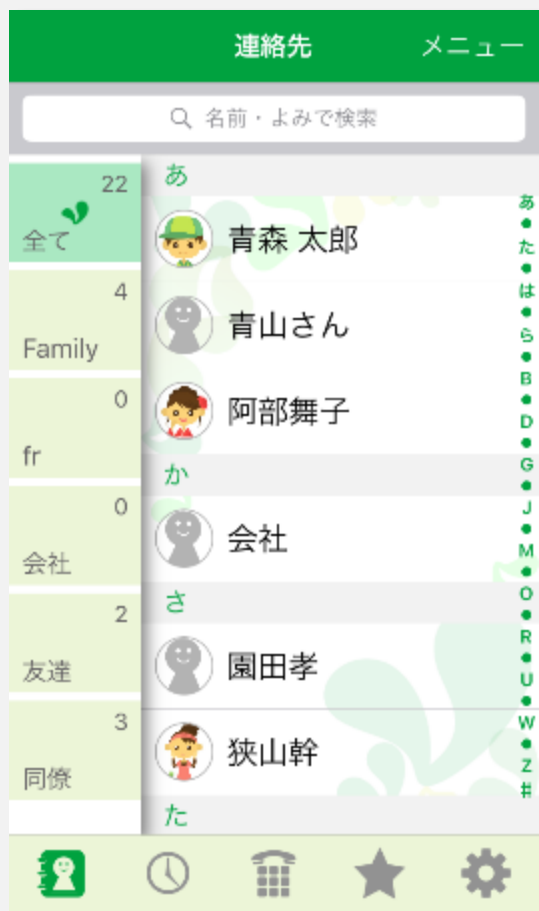 連絡先
メニュー
名前・よみで検索
22
全て
4
Family
0
fr
0
会社
2
友達
3
同僚
あ
青森 太郎
青山さん
阿部舞子
か
会社
さ
園田孝
狭山幹
た
あ
●
た
●
は
●
ら
●
B
●
D
●
G
●
J
●
M
●
O
●
R
●
U
●
W
●
Z
#